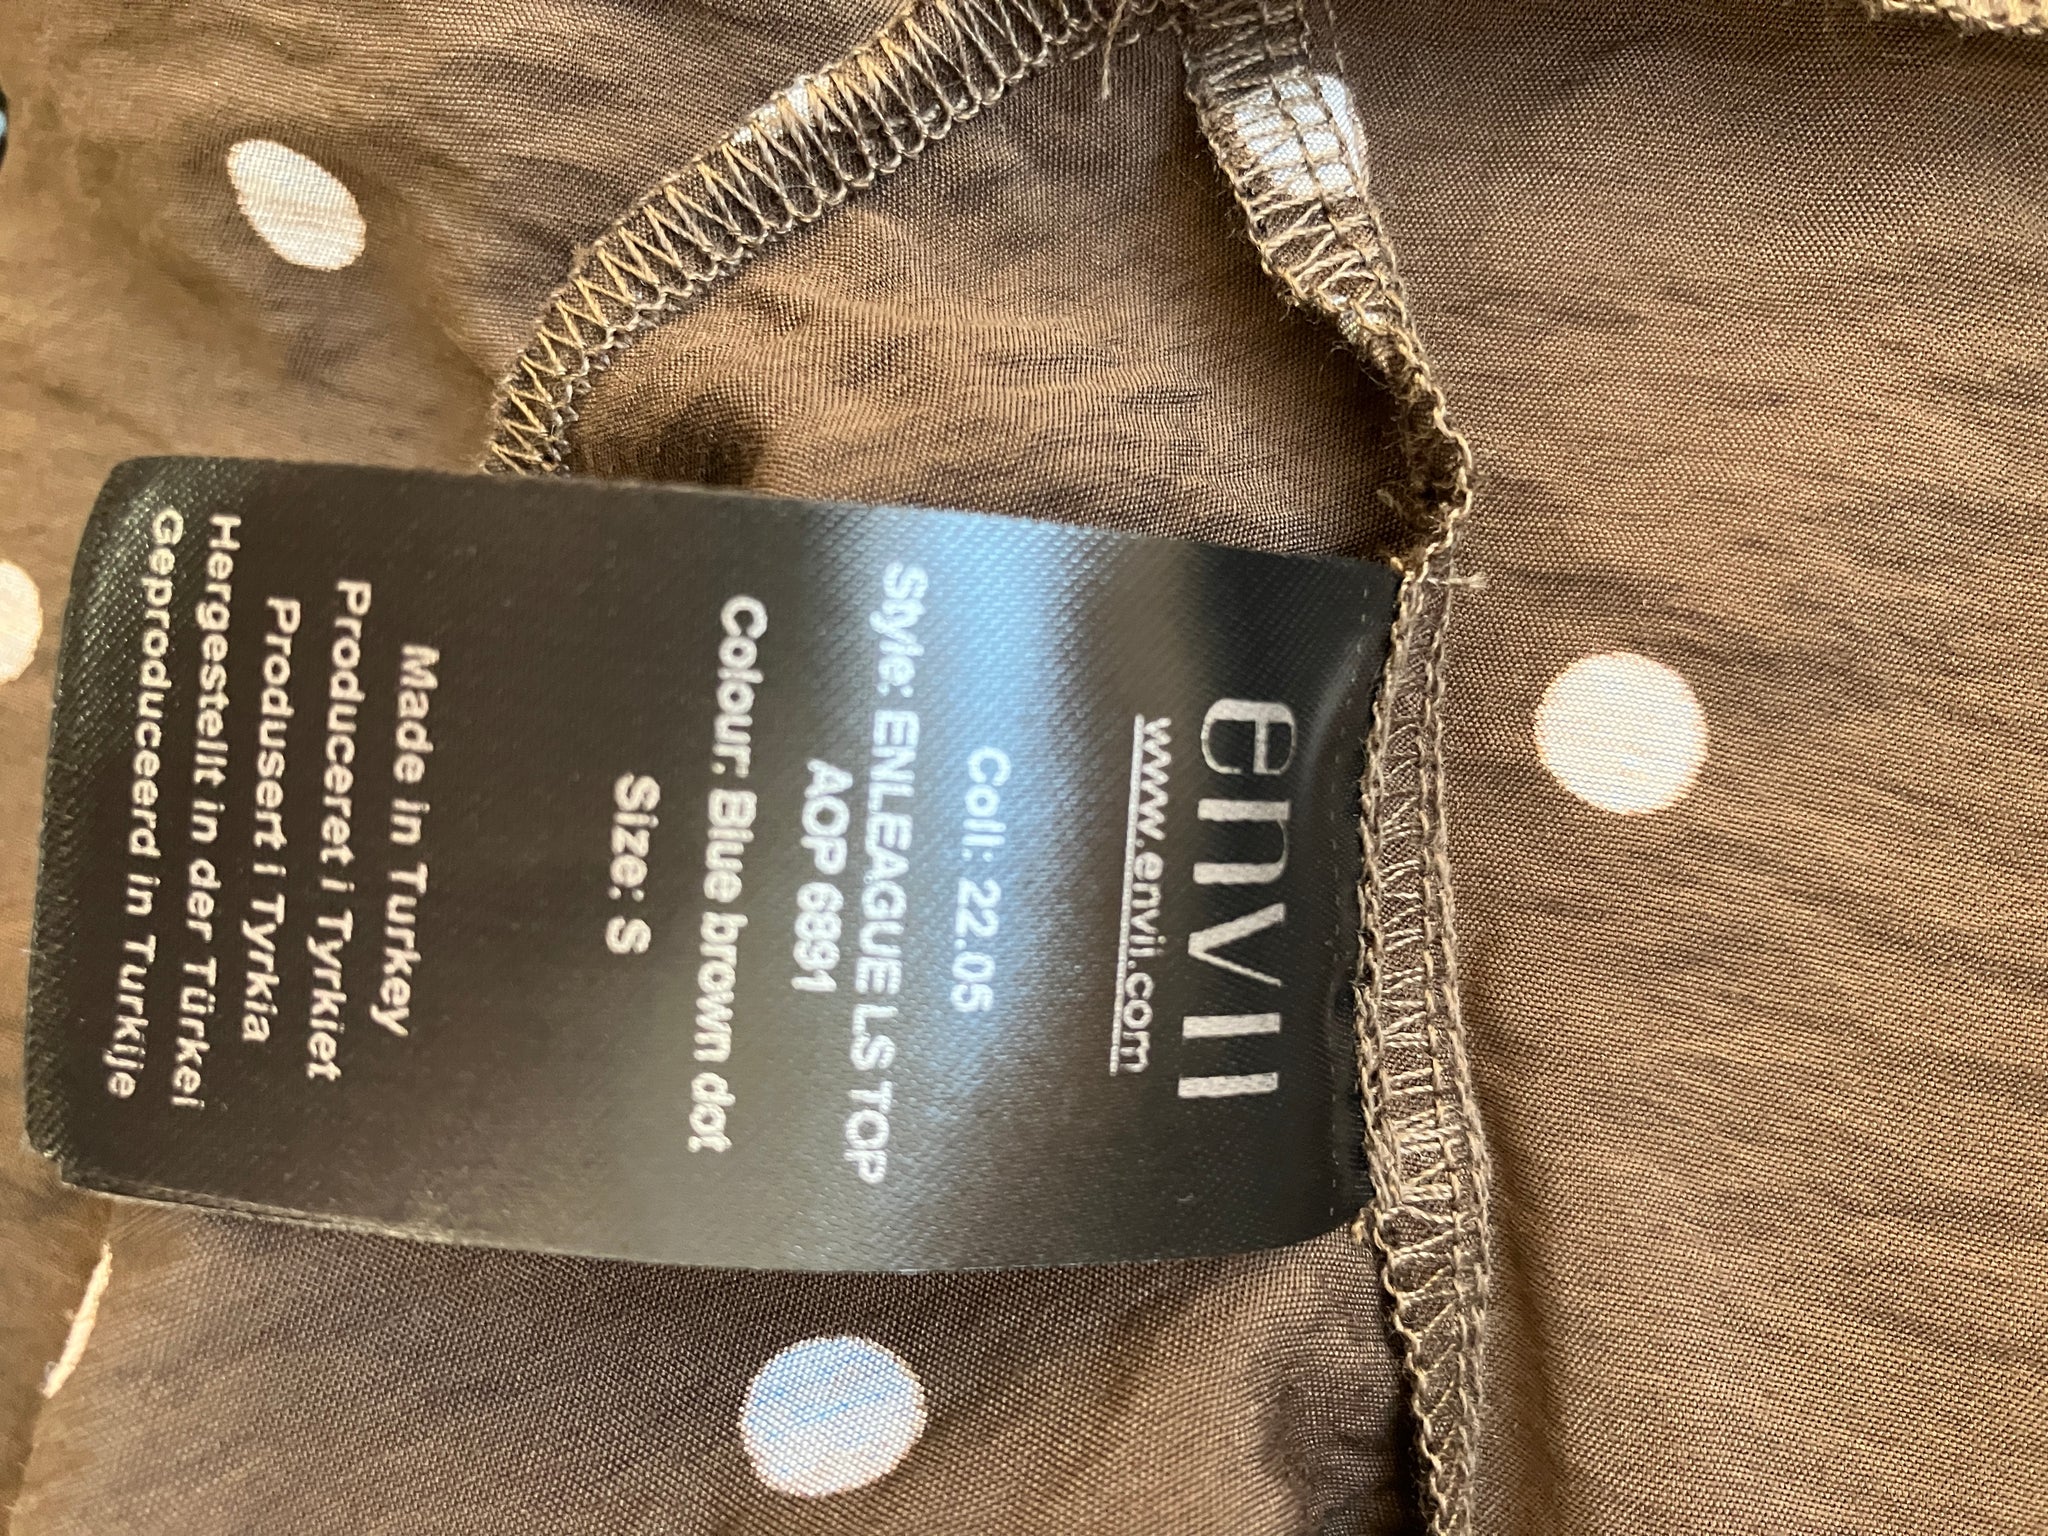 envii
www.envii.com
Coll: 22.05
Style: ENLEAGUE LS TOP
AOP 6891
Colour: Blue brown dot
Size: S
Made in Turkey
Produceret i Tyrkiet
Produsert i Tyrkia
Hergestellt in der Türkei
Geproduceerd in Turkije